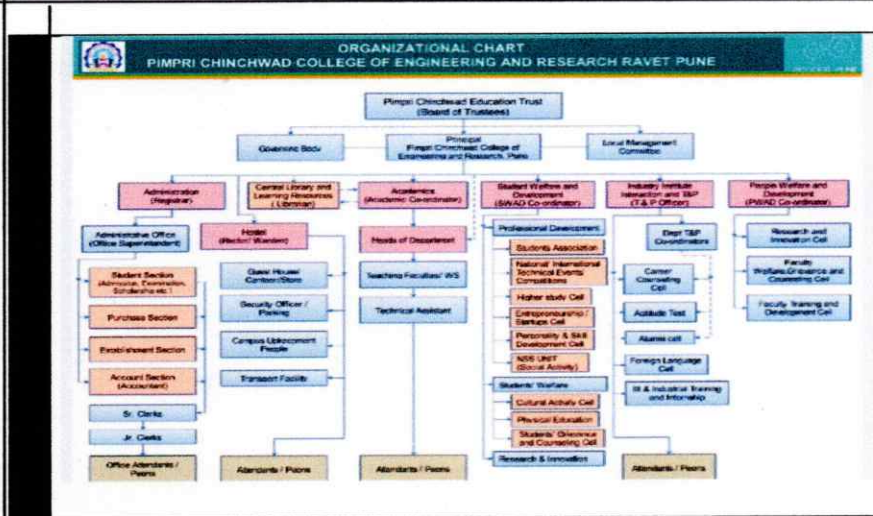 ORGANIZATIONAL CHART
PIMPRI CHINCHWAD COLLEGE OF ENGINEERING AND RESEARCH RAVET PUNE
Pimpri Chinchwad Education Trust
(Board of Trustees)
Governing Body
Principal
Pimpri Chinchwad College of
Engineering and Research, Pune
Local Management
Committee
Administration
(Registrar)
Central Library and
Learning Resources
( Librarian)
Academics
(Academic Co-ordinator)
Student Welfare and
Development
(SWAD Co-ordinator)
Industry Institute
Interaction and T&P
(T & P Officer)
People Welfare and
Development
(PWAD Co-ordinator)
Administrative Office
(Office Superintendent)
Student Section
(Admission, Examination,
Scholarship etc.)
Purchase Section
Establishment Section
Account Section
(Accountant)
Sr. Clerks
Jr. Clerks
Office Attendants /
Peons
Hostel
(Rector/ Warden)
Guest House/
Canteen/Store
Security Officer /
Parking
Campus Upkeepment
People
Transport Facility
Attendants / Peons
Heads of Department
Teaching Faculties/ WS
Technical Assistant
Attendants / Peons
Professional Development
Students Association
National/ International
Technical Events/
Competitions
Higher study Cell
Entrepreneurship /
Startups Cell
Personality & Skill
Development Cell
NSS UNIT
(Social Activity)
Students' Welfare
Cultural Activity Cell
Physical Education
Students' Grievance
and Counseling Cell
Research & Innovation
Dept T&P
Co-ordinators
Career
Counseling
Cell
Aptitude Test
Alumni cell
Foreign Language
Cell
III & Industrial Training
and Internship
Attendants / Peons
Research and
Innovation Cell
Faculty
Welfare,Grievance and
Counseling Cell
Faculty Training and
Development Cell